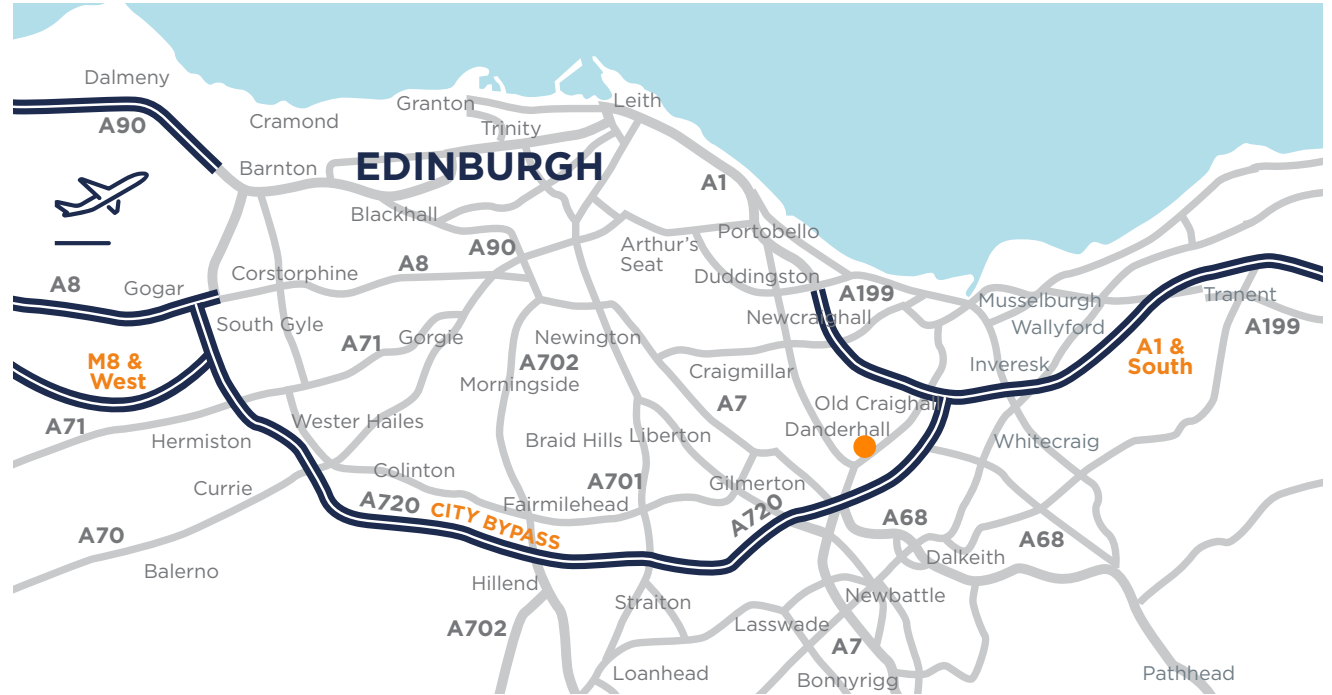 Dalmeny
A90
Cramond
Granton
Leith
Trinity
EDINBURGH
Barnton
A1
Blackhall
Portobello
A90
Arthur's
Seat
A8
Corstorphine
A8
Gogar
Duddingston
A199
Musselburgh
Tranent
South Gyle
Newcraighall
Wallyford
A199
A71
Gorgie
Newington
A702
M8 &
West
A1 &
South
Inveresk
Morningside
Craigmillar
A7
Old Craighall
A71
Hermiston
Wester Hailes
Braid Hills
Liberton
Danderhall
Whitecraig
Colinton
A701
Gilmerton
Currie
A720
CITY BYPASS
Fairmilehead
A720
A68
A70
A68
Balerno
Dalkeith
Hillend
Straiton
Newbattle
A702
Lasswade
A7
Loanhead
Bonnyrigg
Pathhead